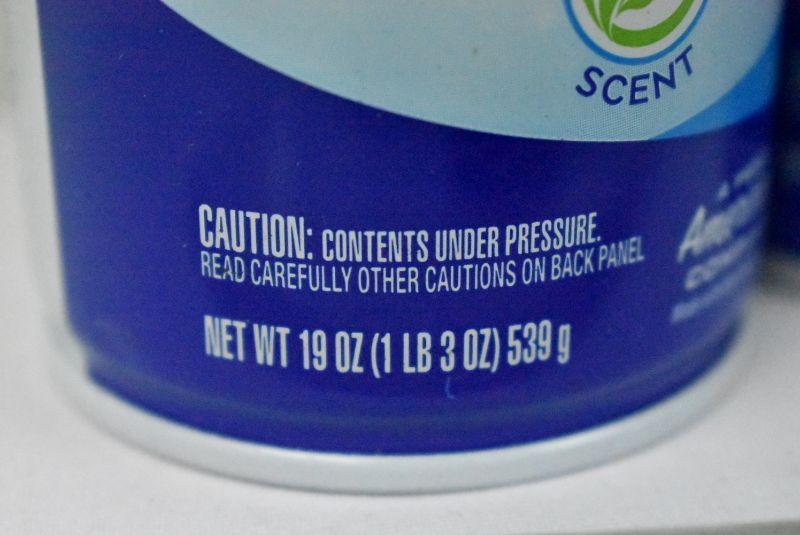 SCENT
CAUTION: CONTENTS UNDER PRESSURE.
READ CAREFULLY OTHER CAUTIONS ON BACK PANEL
NET WT 19 OZ (1 LB 3 OZ) 539 g